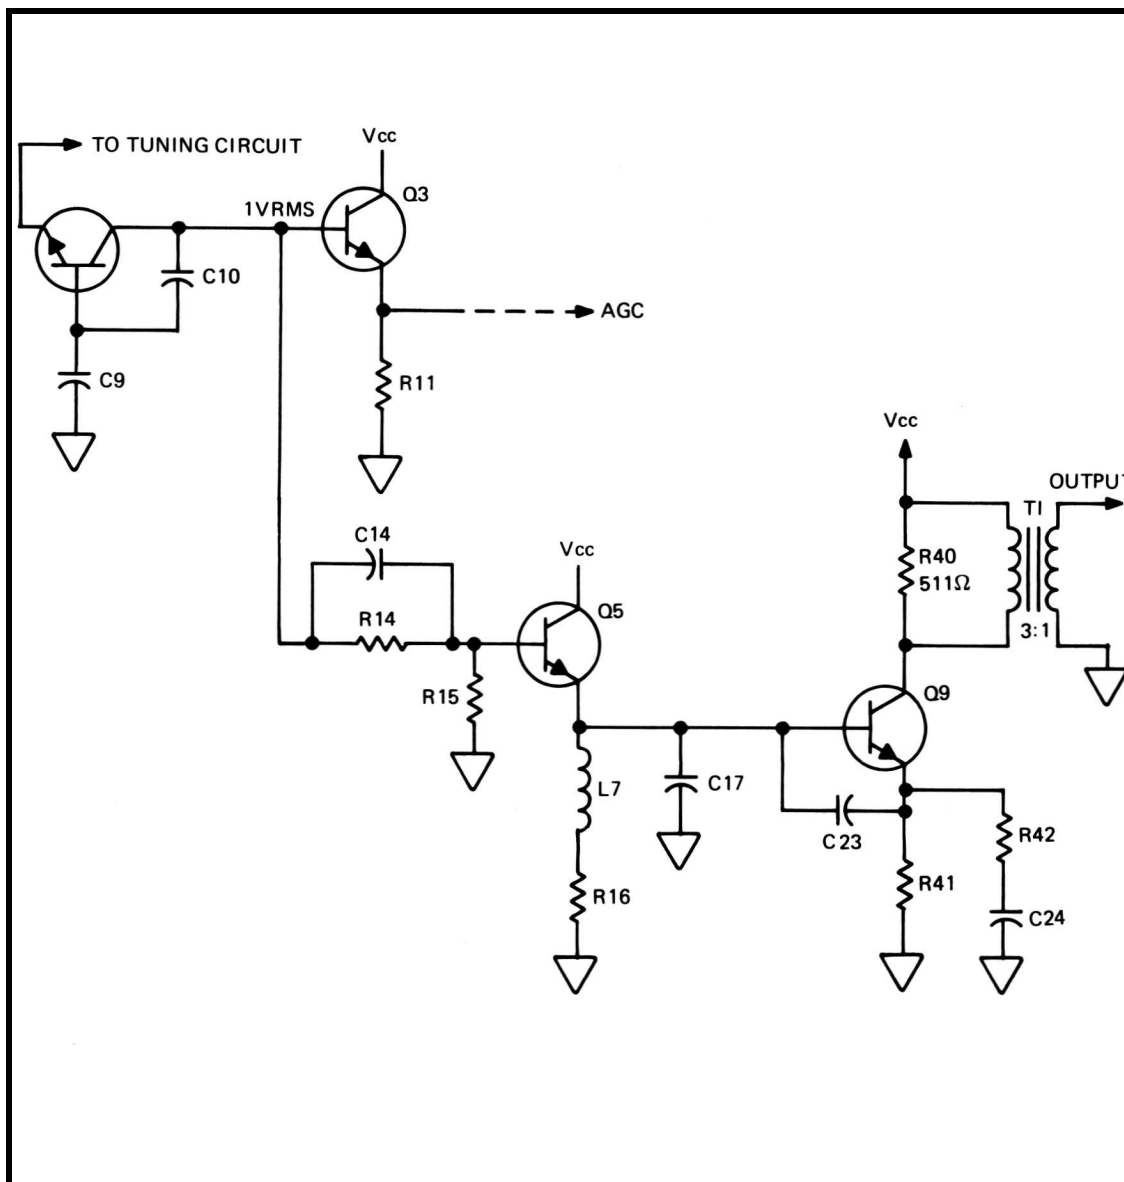 TO TUNING CIRCUIT
Vcc
Q3
1VRMS
C10
AGC
C9
R11
Vcc
OUTPUT
T1
C14
Vcc
R40
511Ω
R14
Q5
3:1
R15
Q9
L7
C17
C23
R42
R16
R41
C24